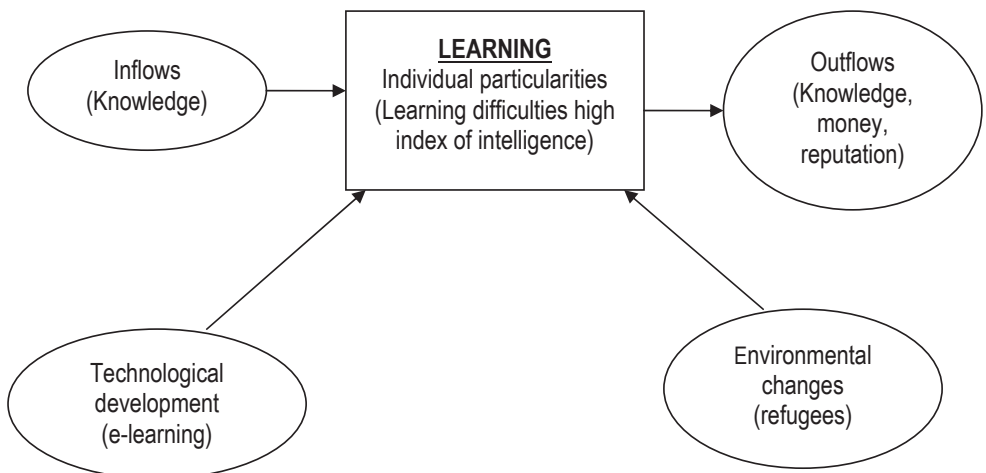 Inflows
(Knowledge)
LEARNING
Individual particularities
(Learning difficulties high
index of intelligence)
Outflows
(Knowledge,
money,
reputation)
Technological
development
(e-learning)
Environmental
changes
(refugees)